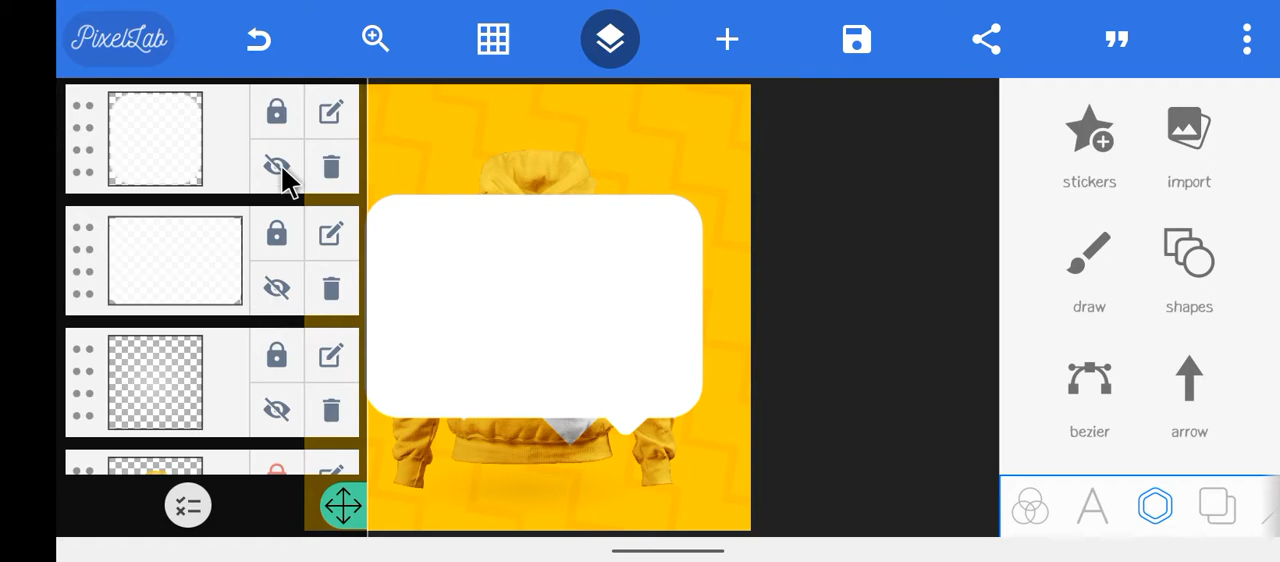 PixelLab
stickers
import
draw
shapes
bezier
arrow